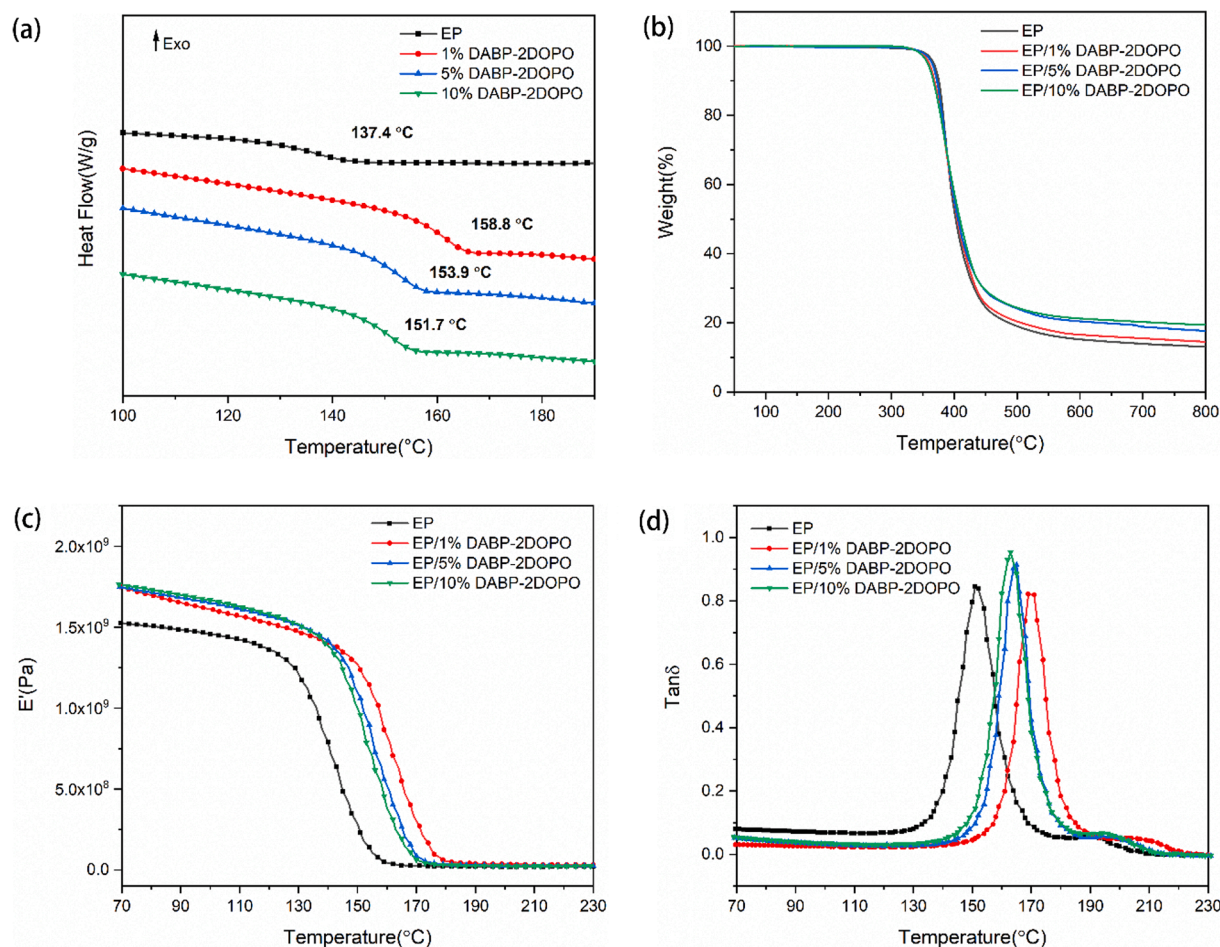 (a)
Exo
EP
1% DABP-2DOPO
5% DABP-2DOPO
10% DABP-2DOPO
137.4 °C
158.8 °C
153.9 °C
151.7 °C
Heat Flow(W/g)
100 120 140 160 180
Temperature(°C)
(b)
EP
EP/1% DABP-2DOPO
EP/5% DABP-2DOPO
EP/10% DABP-2DOPO
100
80
60
40
20
0
Weight(%)
100 200 300 400 500 600 700 800
Temperature(°C)
(c)
EP
EP/1% DABP-2DOPO
EP/5% DABP-2DOPO
EP/10% DABP-2DOPO
2.0x10⁹
1.5x10⁹
1.0x10⁹
5.0x10⁸
0.0
E'(Pa)
70 90 110 130 150 170 190 210 230
Temperature(°C)
(d)
EP
EP/1% DABP-2DOPO
EP/5% DABP-2DOPO
EP/10% DABP-2DOPO
1.0
0.8
0.6
0.4
0.2
0.0
Tanδ
70 90 110 130 150 170 190 210 230
Temperature(°C)